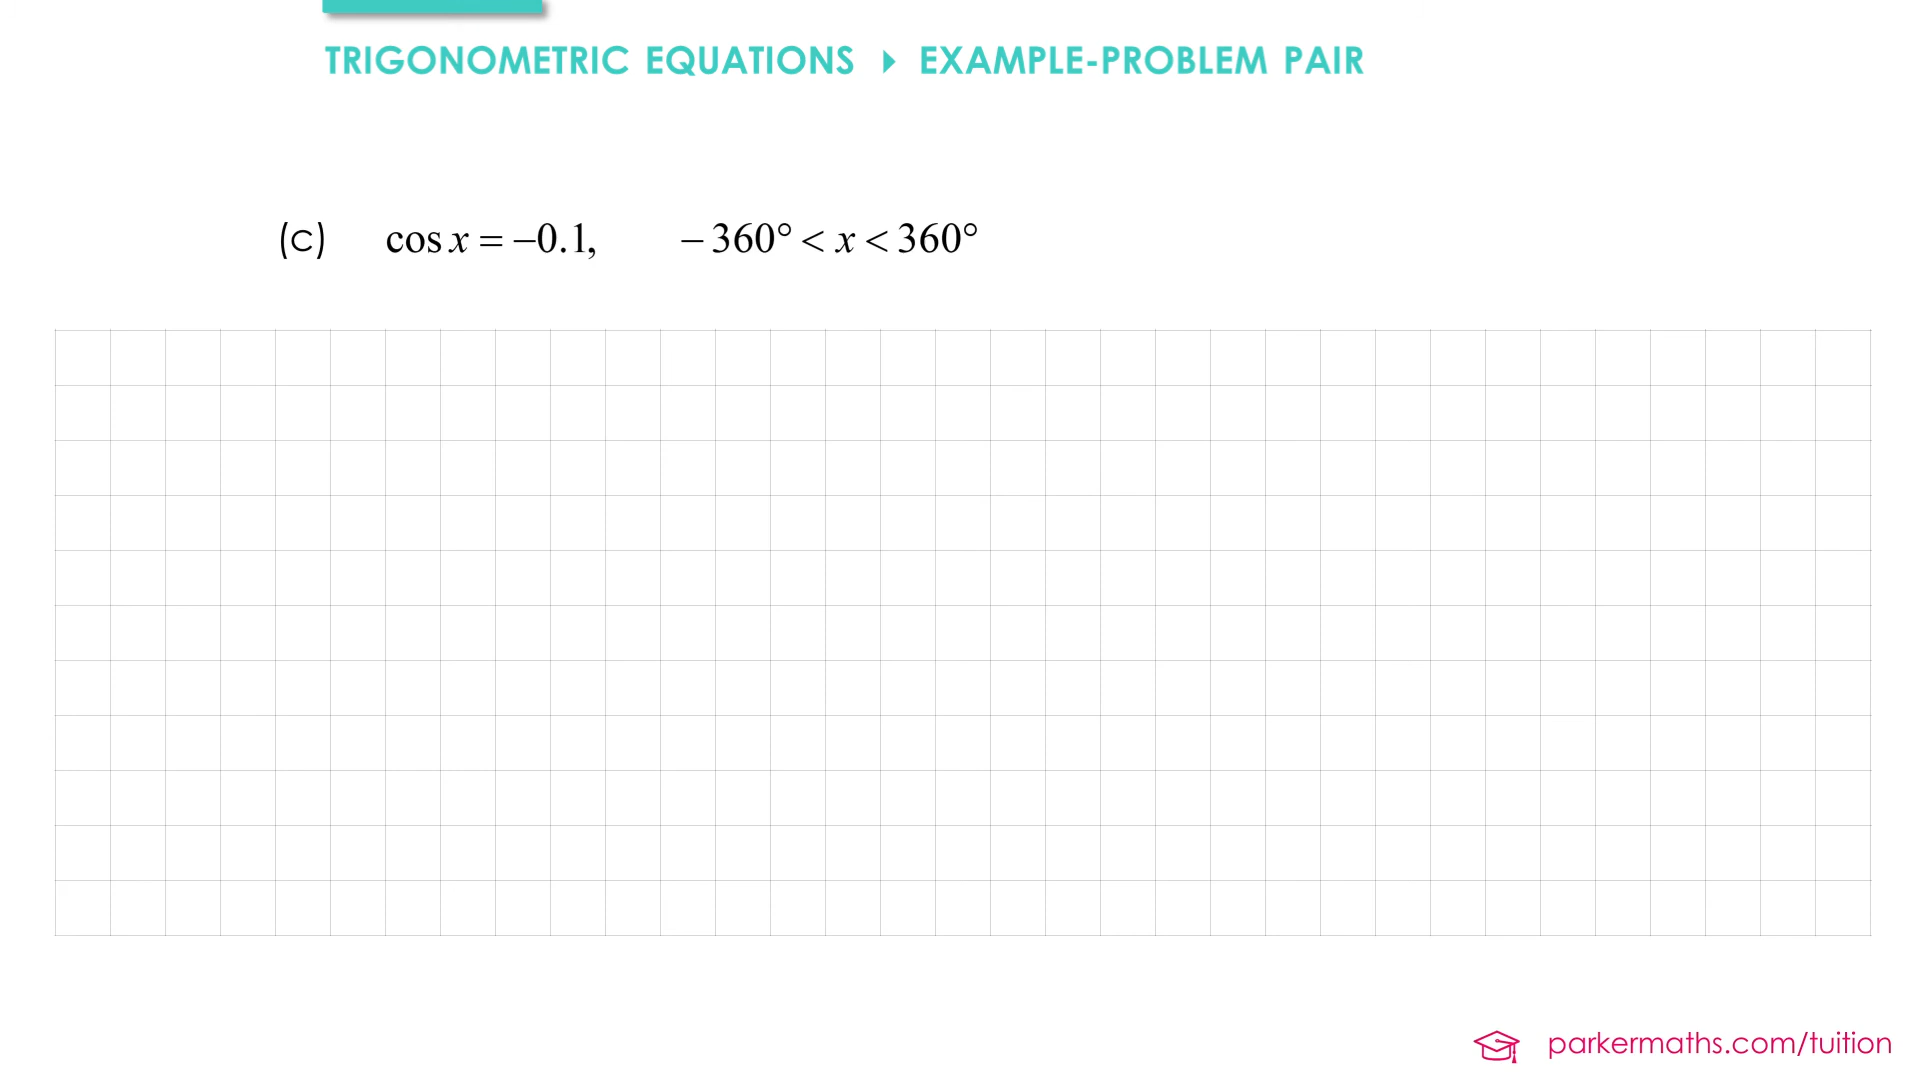 TRIGONOMETRIC EQUATIONS ▸ EXAMPLE-PROBLEM PAIR
(c) cos x = −0.1, −360° < x < 360°
parkermaths.com/tuition